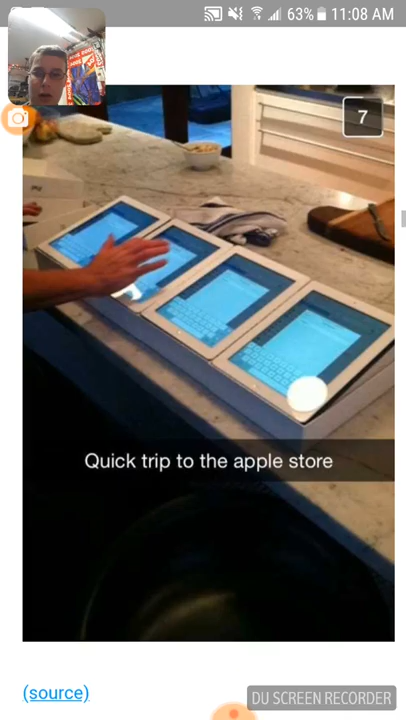 63% 11:08 AM
7
Quick trip to the apple store
(source)
DU SCREEN RECORDER